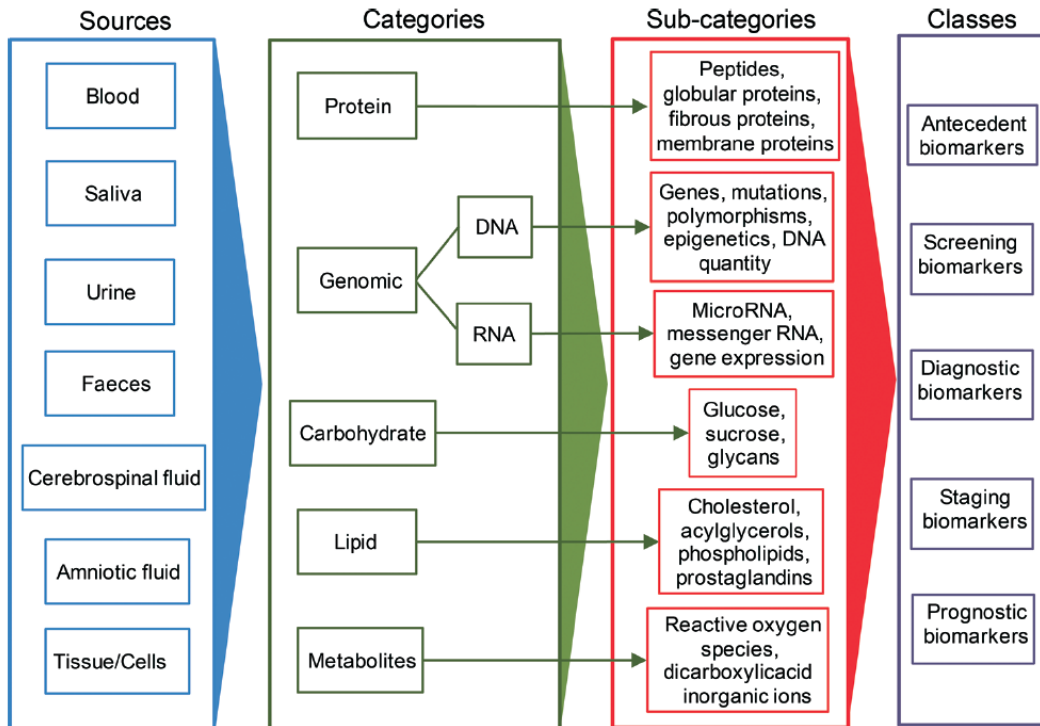 Sources
Categories
Sub-categories
Classes
Blood
Saliva
Urine
Faeces
Cerebrospinal fluid
Amniotic fluid
Tissue/Cells
Protein
Genomic
DNA
RNA
Carbohydrate
Lipid
Metabolites
Peptides,
globular proteins,
fibrous proteins,
membrane proteins
Genes, mutations,
polymorphisms,
epigenetics, DNA
quantity
MicroRNA,
messenger RNA,
gene expression
Glucose,
sucrose,
glycans
Cholesterol,
acylglycerols,
phospholipids,
prostaglandins
Reactive oxygen
species,
dicarboxylicacid
inorganic ions
Antecedent
biomarkers
Screening
biomarkers
Diagnostic
biomarkers
Staging
biomarkers
Prognostic
biomarkers